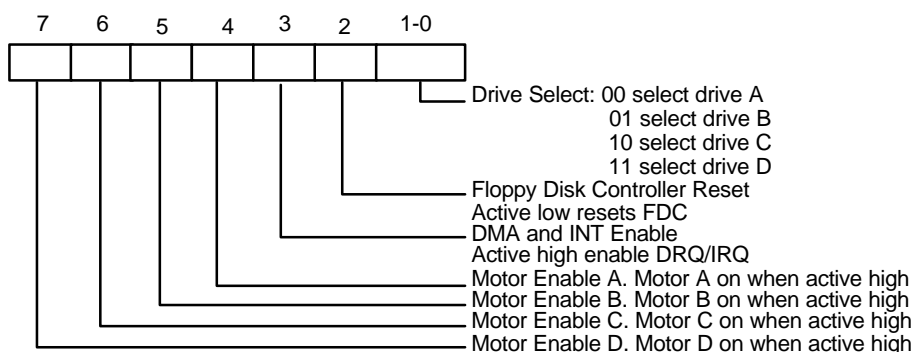 7 6 5 4 3 2 1-0
Drive Select: 00 select drive A
01 select drive B
10 select drive C
11 select drive D
Floppy Disk Controller Reset
Active low resets FDC
DMA and INT Enable
Active high enable DRQ/IRQ
Motor Enable A. Motor A on when active high
Motor Enable B. Motor B on when active high
Motor Enable C. Motor C on when active high
Motor Enable D. Motor D on when active high